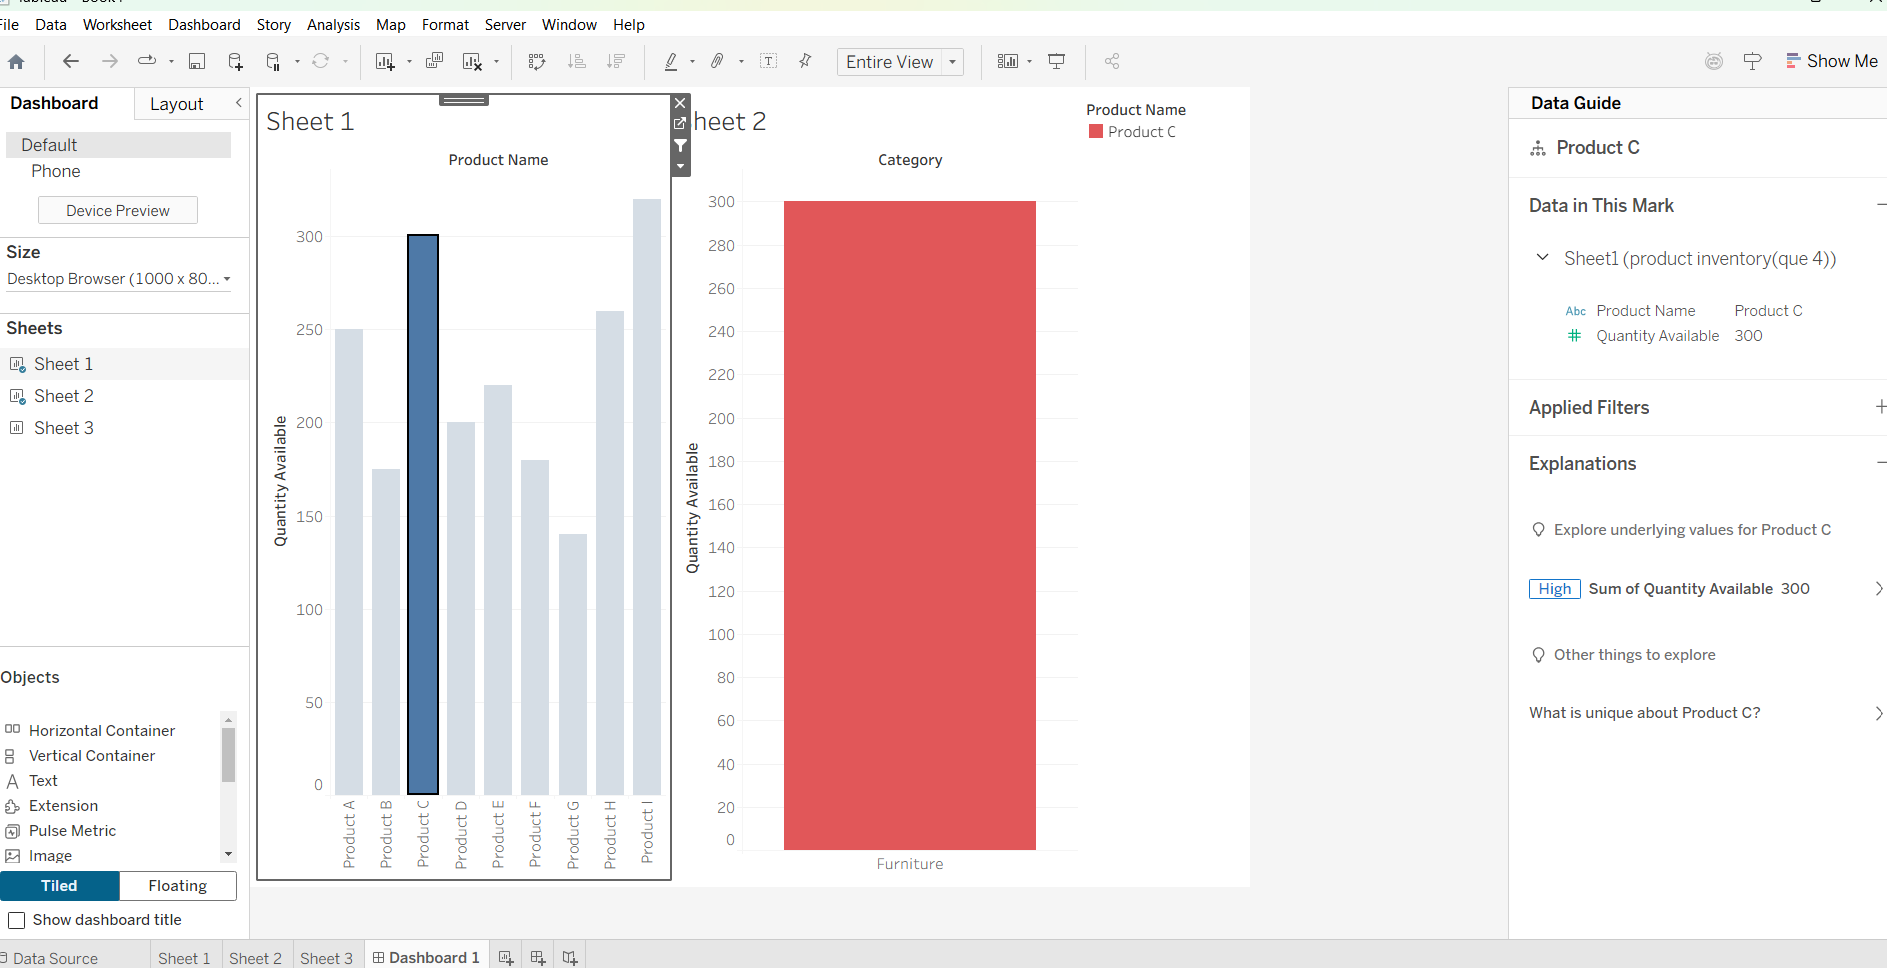 File Data Worksheet Dashboard Story Analysis Map Format Server Window Help
Entire View
Show Me
Dashboard
Layout
Default
Phone
Device Preview
Size
Desktop Browser (1000 x 80...
Sheets
Sheet 1
Sheet 2
Sheet 3
Objects
Horizontal Container
Vertical Container
A Text
Extension
Pulse Metric
Image
Tiled Floating
Show dashboard title
Sheet 1
Product Name
Quantity Available
300
250
200
150
100
50
0
Product A
Product B
Product C
Product D
Product E
Product F
Product G
Product H
Product I
heet 2
Category
Quantity Available
300
280
260
240
220
200
180
160
140
120
100
80
60
40
20
0
Furniture
Product Name
Product C
Data Guide
Product C
Data in This Mark
Sheet1 (product inventory(que 4))
Abc Product Name Product C
# Quantity Available 300
Applied Filters
Explanations
Explore underlying values for Product C
High Sum of Quantity Available 300
Other things to explore
What is unique about Product C?
Data Source Sheet 1 Sheet 2 Sheet 3 Dashboard 1